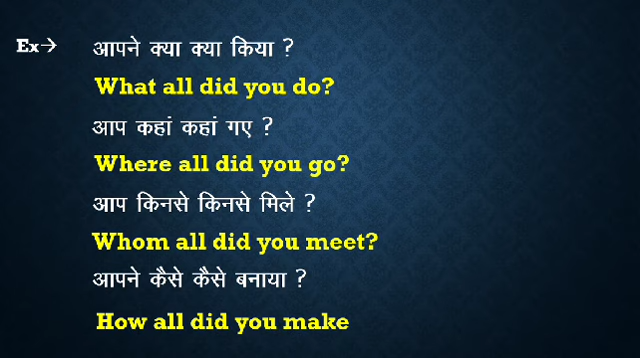 Ex→ आपने क्या क्या किया ?
What all did you do?
आप कहां कहां गए ?
Where all did you go?
आप किनसे किनसे मिले ?
Whom all did you meet?
आपने कैसे कैसे बनाया ?
How all did you make